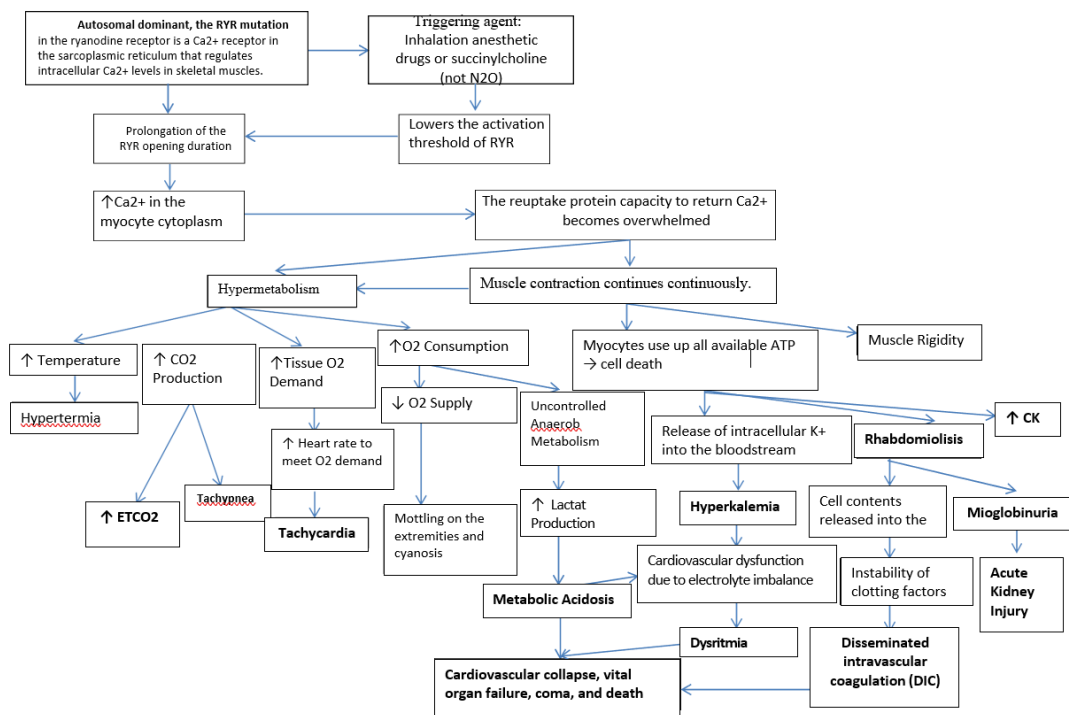 Autosomal dominant, the RYR mutation
in the ryanodine receptor is a Ca2+ receptor in
the sarcoplasmic reticulum that regulates
intracellular Ca2+ levels in skeletal muscles.
Triggering agent:
Inhalation anesthetic
drugs or succinylcholine
(not N2O)
Prolongation of the
RYR opening duration
Lowers the activation
threshold of RYR
↑Ca2+ in the
myocyte cytoplasm
The reuptake protein capacity to return Ca2+
becomes overwhelmed
Hypermetabolism
Muscle contraction continues continuously.
↑ Temperature
↑ CO2
Production
↑Tissue O2
Demand
↑O2 Consumption
Myocytes use up all available ATP
→ cell death
Muscle Rigidity
Hypertermia
↓ O2 Supply
Uncontrolled
Anaerob
Metabolism
Release of intracellular K+
into the bloodstream
Rhabdomiolisis
↑ CK
↑ Heart rate to
meet O2 demand
↑ ETCO2
Tachypnea
Tachycardia
Mottling on the
extremities and
cyanosis
↑ Lactat
Production
Hyperkalemia
Cell contents
released into the
Mioglobinuria
Metabolic Acidosis
Cardiovascular dysfunction
due to electrolyte imbalance
Instability of
clotting factors
Acute
Kidney
Injury
Dysritmia
Disseminated
intravascular
coagulation (DIC)
Cardiovascular collapse, vital
organ failure, coma, and death